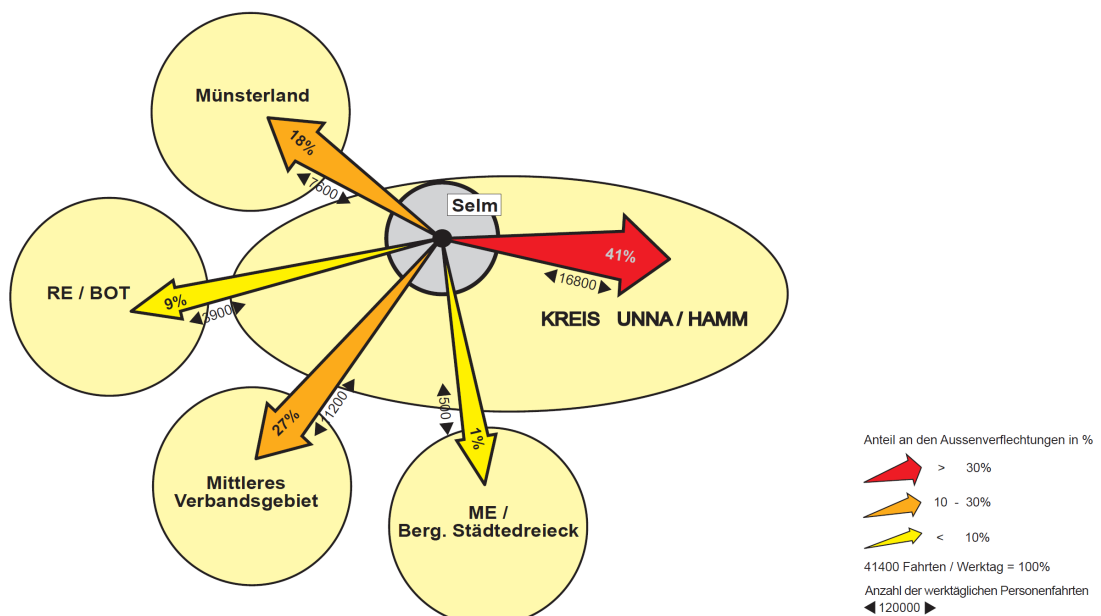 Münsterland
18%
7600
Selm
41%
16800
KREIS UNNA / HAMM
RE / BOT
9%
3900
27%
11200
Mittleres
Verbandsgebiet
500
1%
ME /
Berg. Städtedreieck
Anteil an den Aussenverflechtungen in %
> 30%
10 - 30%
< 10%
41400 Fahrten / Werktag = 100%
Anzahl der werktäglichen Personenfahrten
120000